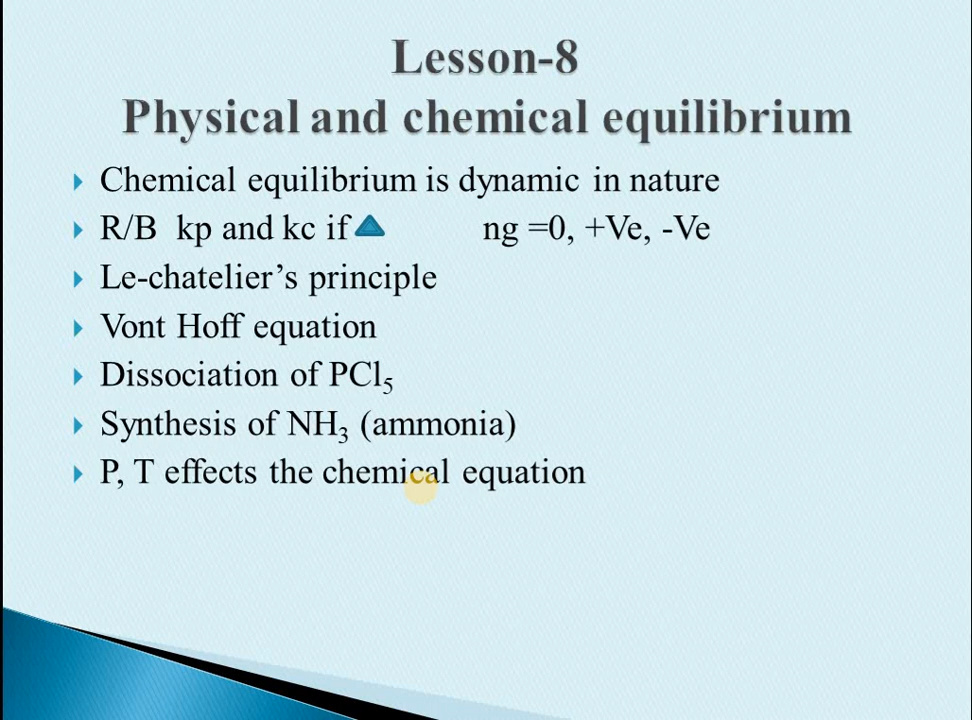 Lesson-8
Physical and chemical equilibrium
Chemical equilibrium is dynamic in nature
R/B kp and kc if ng =0, +Ve, -Ve
Le-chatelier’s principle
Vont Hoff equation
Dissociation of PCl₅
Synthesis of NH₃ (ammonia)
P, T effects the chemical equation